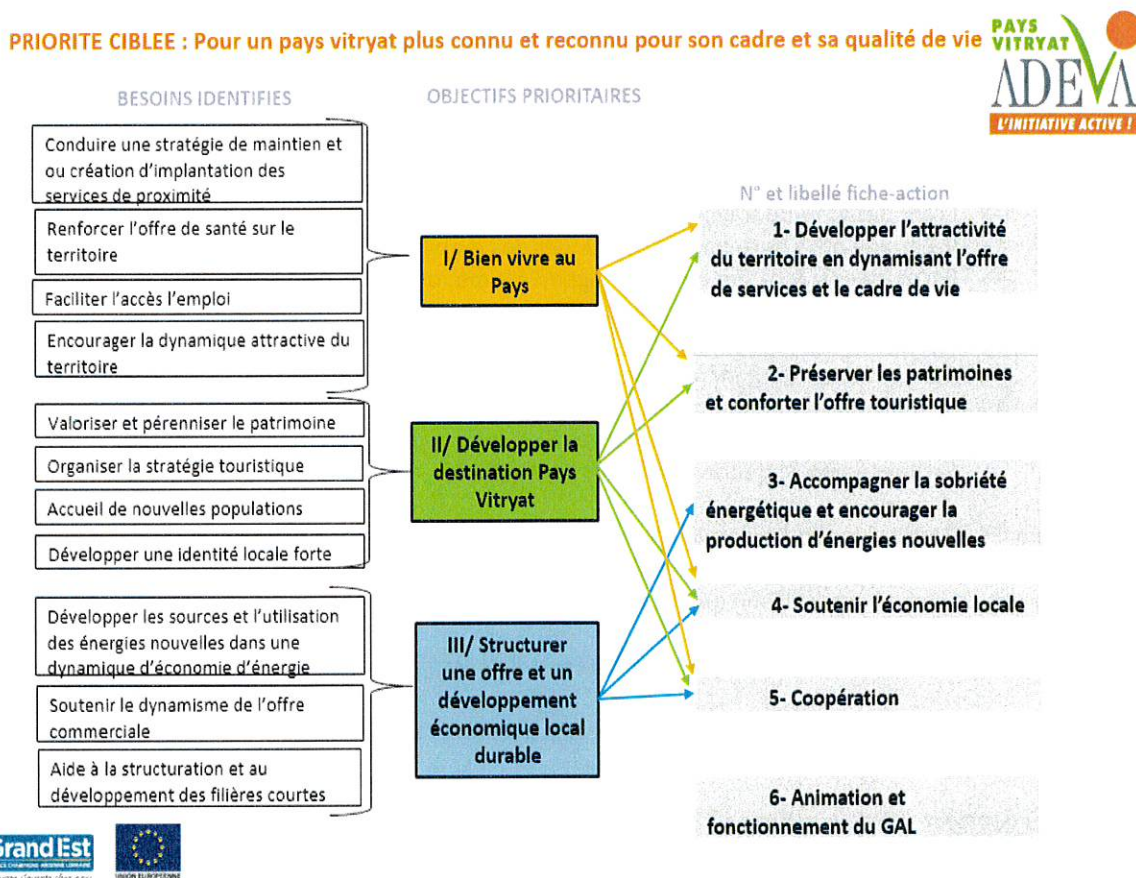 PRIORITE CIBLEE : Pour un pays vitryat plus connu et reconnu pour son cadre et sa qualité de vie
PAYS
VITRYAT
ADEVA
L'INITIATIVE ACTIVE !
BESOINS IDENTIFIES
OBJECTIFS PRIORITAIRES
Conduire une stratégie de maintien et
ou création d'implantation des
services de proximité
Renforcer l'offre de santé sur le
territoire
Faciliter l'accès l'emploi
Encourager la dynamique attractive du
territoire
Valoriser et pérenniser le patrimoine
Organiser la stratégie touristique
Accueil de nouvelles populations
Développer une identité locale forte
Développer les sources et l'utilisation
des énergies nouvelles dans une
dynamique d'économie d'énergie
Soutenir le dynamisme de l'offre
commerciale
Aide à la structuration et au
développement des filières courtes
I/ Bien vivre au
Pays
II/ Développer la
destination Pays
Vitryat
III/ Structurer
une offre et un
développement
économique local
durable
N° et libellé fiche-action
1- Développer l'attractivité
du territoire en dynamisant l'offre
de services et le cadre de vie
2- Préserver les patrimoines
et conforter l'offre touristique
3- Accompagner la sobriété
énergétique et encourager la
production d'énergies nouvelles
4- Soutenir l'économie locale
5- Coopération
6- Animation et
fonctionnement du GAL
Grand Est
UNION EUROPÉENNE